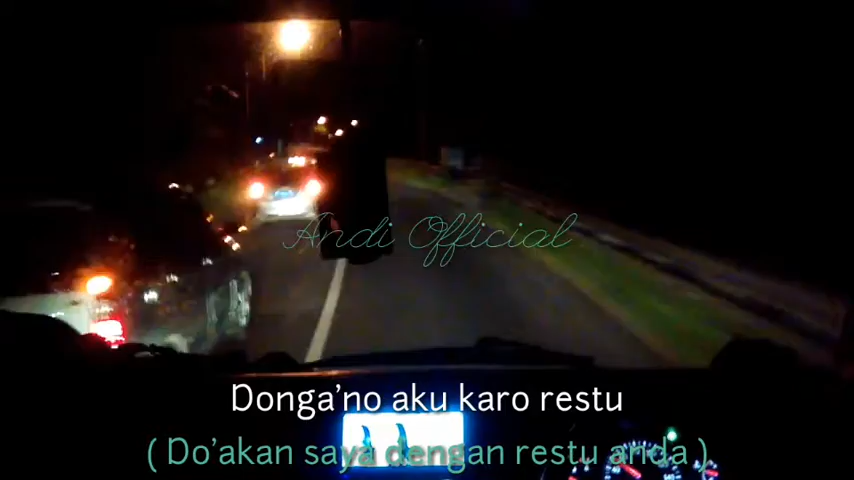 Andi Official
Donga'no aku karo restu
( Do'akan saya dengan restu anda )